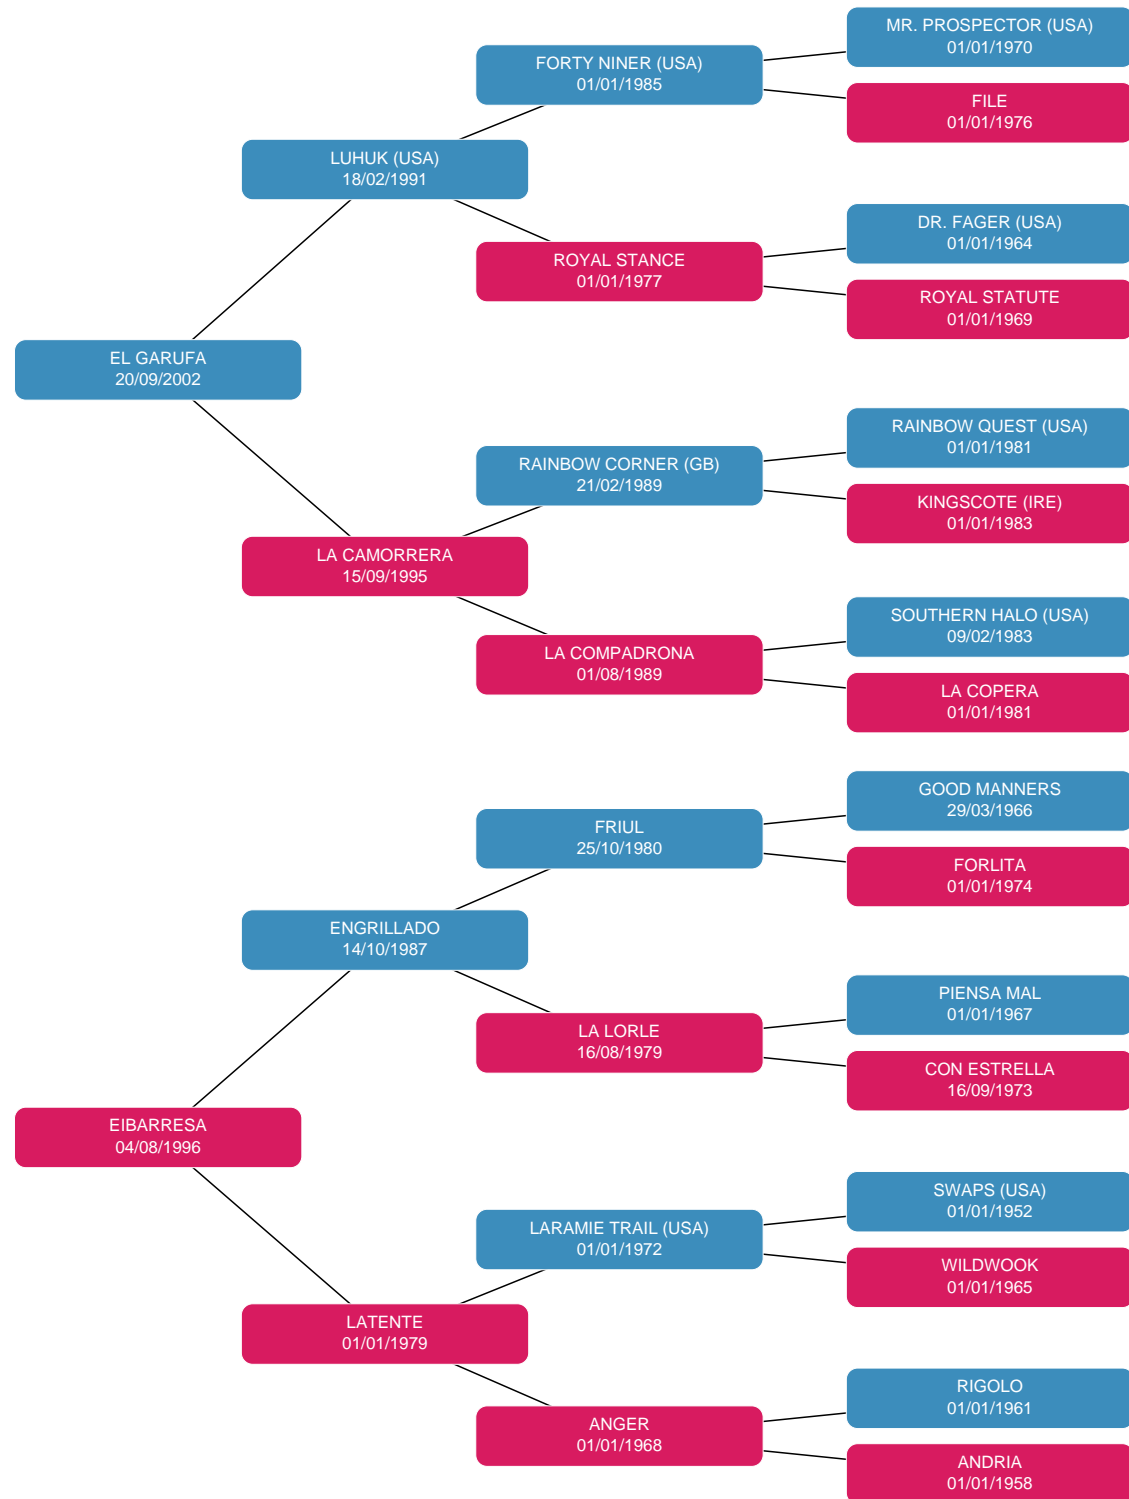 MR. PROSPECTOR (USA)
01/01/1970
FORTY NINER (USA)
01/01/1985
FILE
01/01/1976
LUHUK (USA)
18/02/1991
DR. FAGER (USA)
01/01/1964
ROYAL STANCE
01/01/1977
ROYAL STATUTE
01/01/1969
EL GARUFA
20/09/2002
RAINBOW QUEST (USA)
01/01/1981
RAINBOW CORNER (GB)
21/02/1989
KINGSCOTE (IRE)
01/01/1983
LA CAMORRERA
15/09/1995
SOUTHERN HALO (USA)
09/02/1983
LA COMPADRONA
01/08/1989
LA COPERA
01/01/1981
GOOD MANNERS
29/03/1966
FRIUL
25/10/1980
FORLITA
01/01/1974
ENGRILLADO
14/10/1987
PIENSA MAL
01/01/1967
LA LORLE
16/08/1979
CON ESTRELLA
16/09/1973
EIBARRESA
04/08/1996
SWAPS (USA)
01/01/1952
LARAMIE TRAIL (USA)
01/01/1972
WILDWOOK
01/01/1965
LATENTE
01/01/1979
RIGOLO
01/01/1961
ANGER
01/01/1968
ANDRIA
01/01/1958